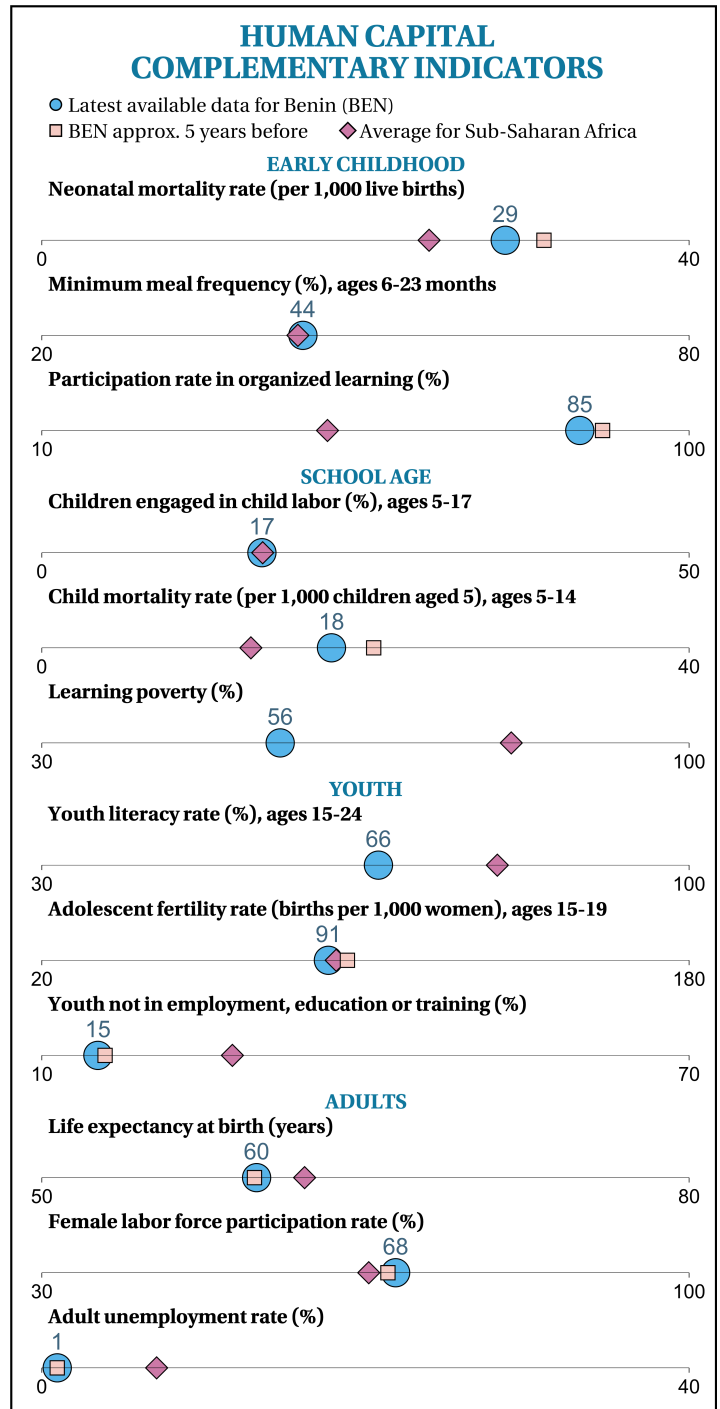 HUMAN CAPITAL
COMPLEMENTARY INDICATORS
Latest available data for Benin (BEN)
BEN approx. 5 years before Average for Sub-Saharan Africa
EARLY CHILDHOOD
Neonatal mortality rate (per 1,000 live births)
29
0 40
Minimum meal frequency (%), ages 6-23 months
44
20 80
Participation rate in organized learning (%)
85
10 100
SCHOOL AGE
Children engaged in child labor (%), ages 5-17
17
0 50
Child mortality rate (per 1,000 children aged 5), ages 5-14
18
0 40
Learning poverty (%)
56
30 100
YOUTH
Youth literacy rate (%), ages 15-24
66
30 100
Adolescent fertility rate (births per 1,000 women), ages 15-19
91
20 180
Youth not in employment, education or training (%)
15
10 70
ADULTS
Life expectancy at birth (years)
60
50 80
Female labor force participation rate (%)
68
30 100
Adult unemployment rate (%)
1
0 40